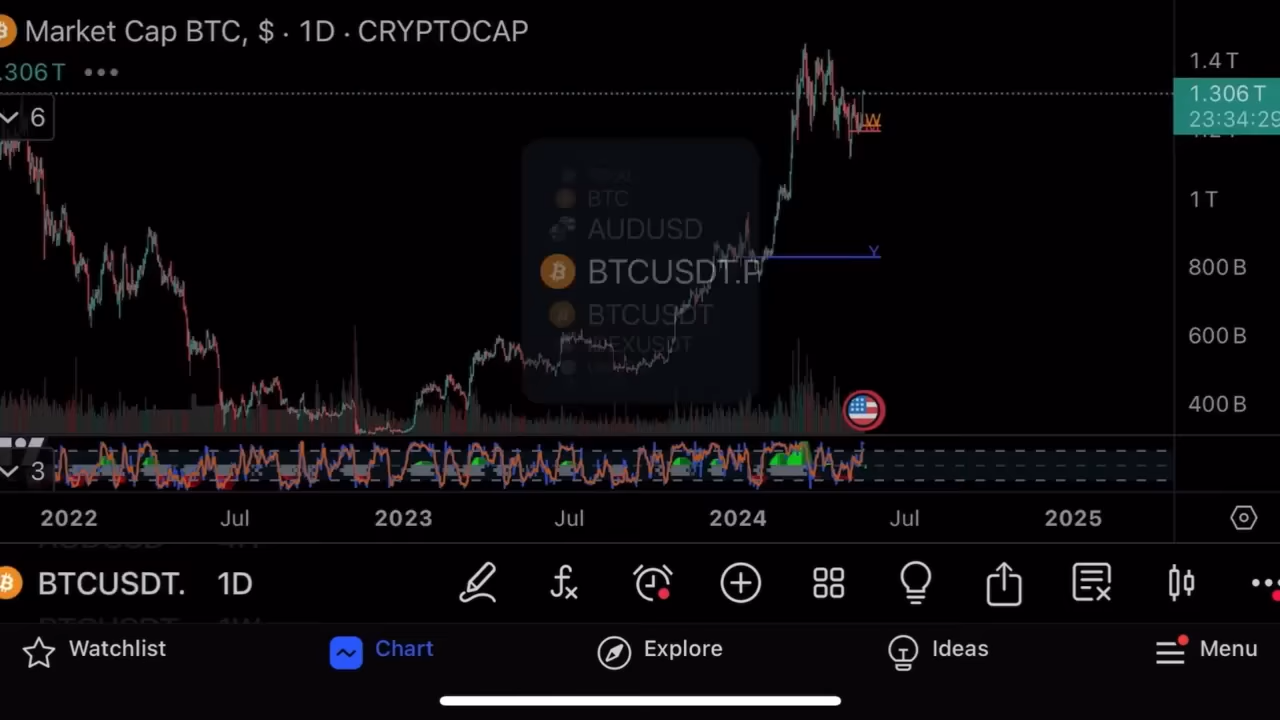 Market Cap BTC, $ · 1D · CRYPTOCAP
.306 T
6
W
1.4 T
1.306 T
23:34:29
1 T
Y
800 B
600 B
400 B
BTC
AUDUSD
BTCUSDT.P
BTCUSDT
3
2022 Jul 2023 Jul 2024 Jul 2025
BTCUSDT. 1D
Watchlist Chart Explore Ideas Menu